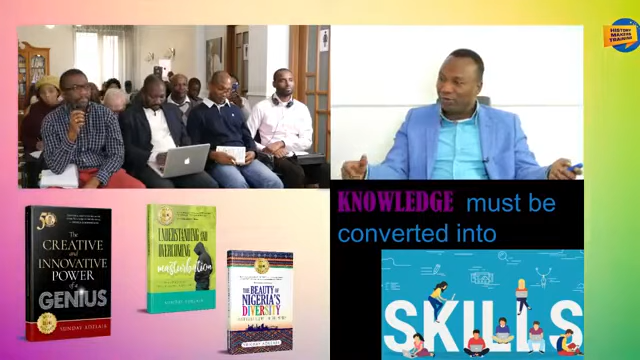 HISTORY
MAKERS
TRAINING
KNOWLEDGE must be
converted into
SKILLS
50
The
CREATIVE
and
INNOVATIVE
POWER
of a
GENIUS
SUNDAY ADELAJA
UNDERSTANDING AND
OVERCOMING
masturbation
SUNDAY ADELAJA
THE BEAUTY OF
NIGERIA'S
DIVERSITY
SUNDAY ADELAJA